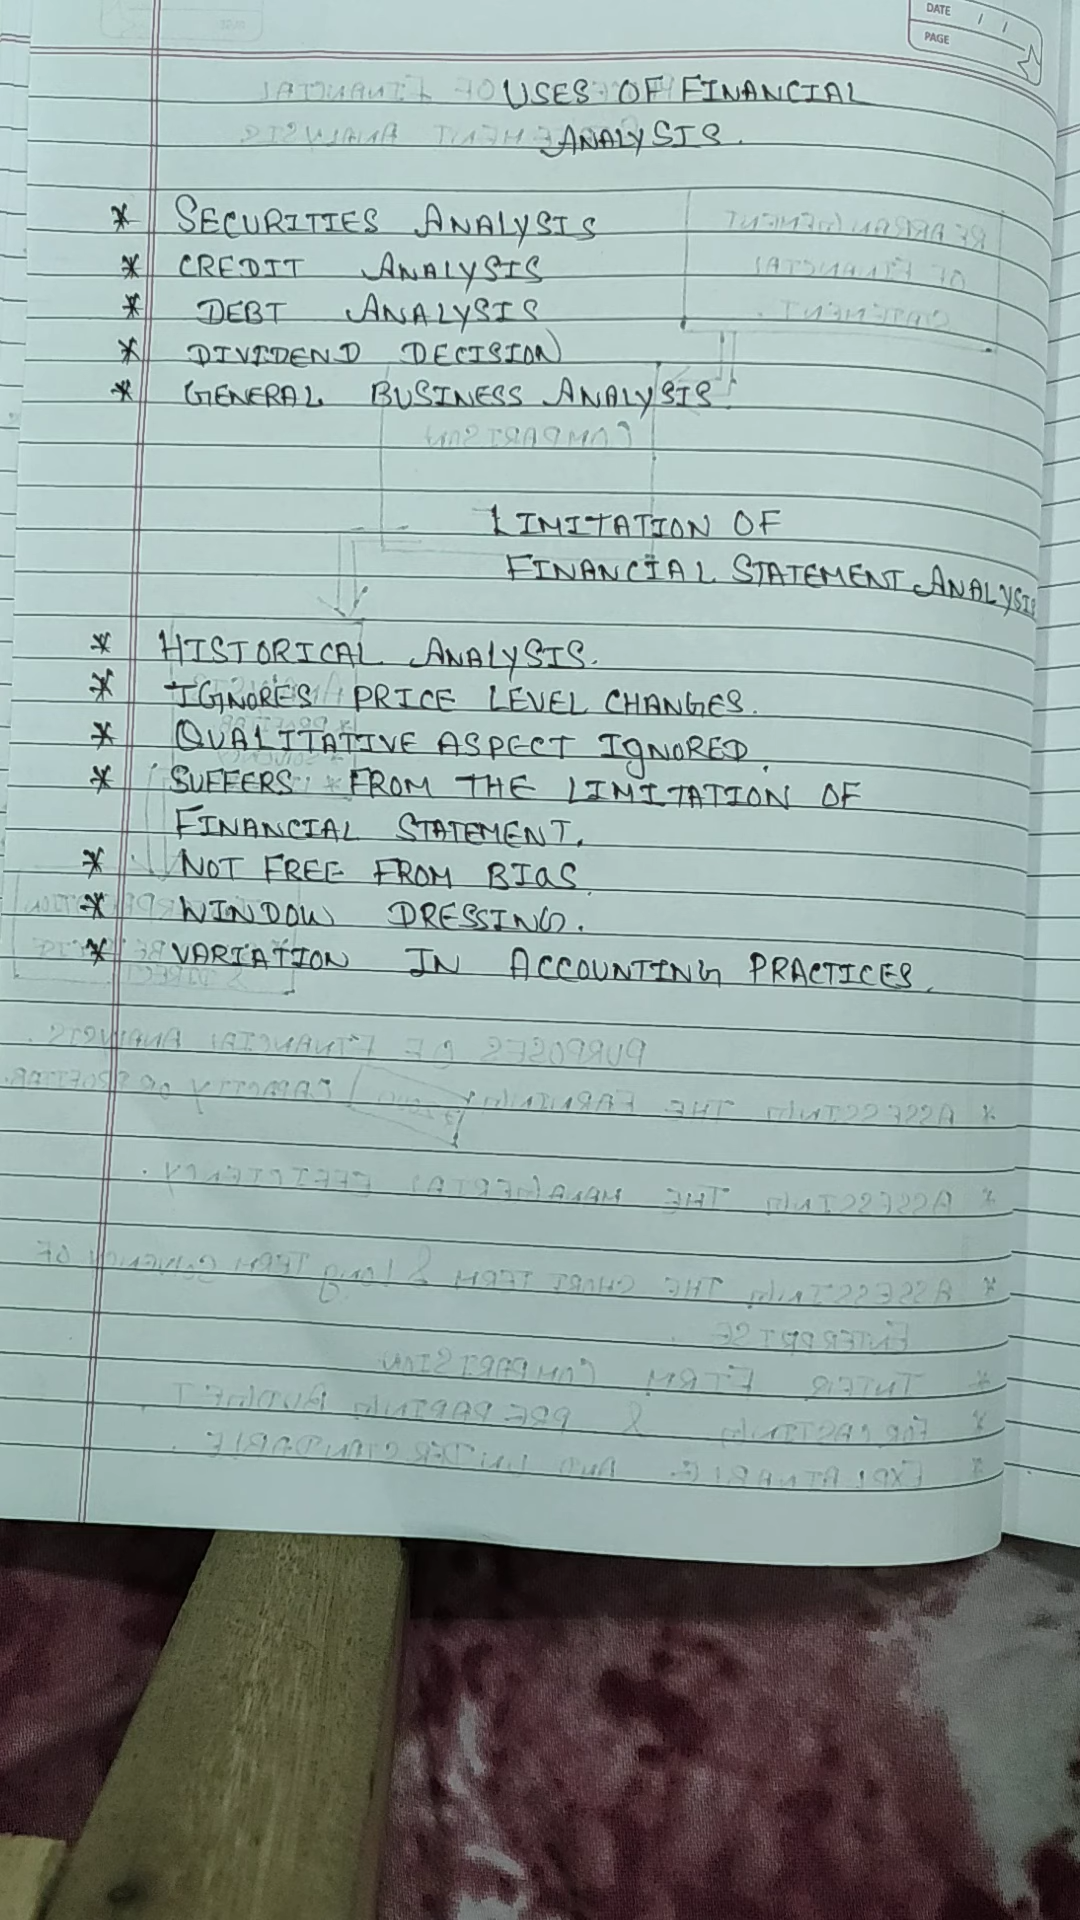 DATE / /
PAGE
USES OF FINANCIAL
ANALYSIS.
* SECURITIES ANALYSIS
* CREDIT ANALYSIS
* DEBT ANALYSIS
* DIVIDEND DECISION
* GENERAL BUSINESS ANALYSIS.
LIMITATION OF
FINANCIAL STATEMENT ANALYSIS
* HISTORICAL ANALYSIS.
* IGNORES PRICE LEVEL CHANGES.
* QUALITATIVE ASPECT IGNORED.
* SUFFERS FROM THE LIMITATION OF
FINANCIAL STATEMENT.
* NOT FREE FROM BIAS.
* WINDOW DRESSING.
* VARIATION IN ACCOUNTING PRACTICES.